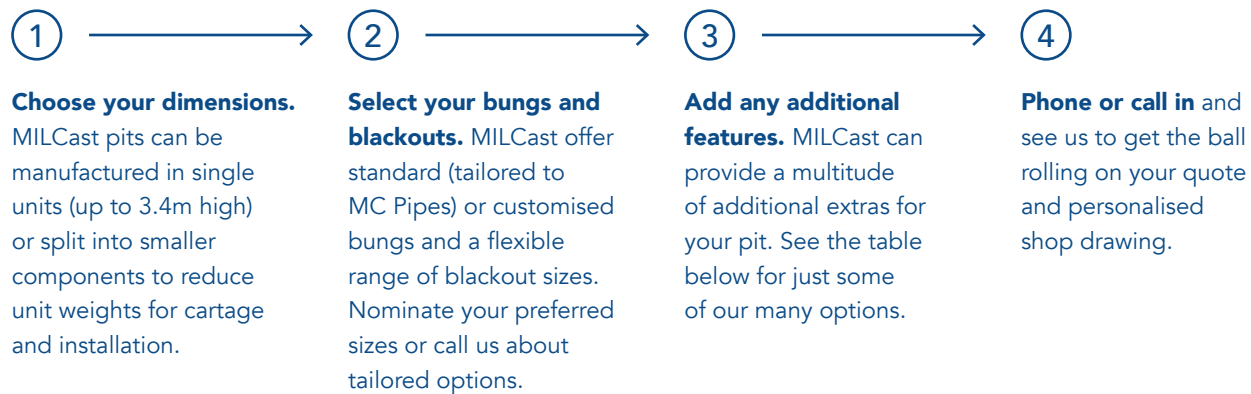 1
Choose your dimensions.
MILCast pits can be
manufactured in single
units (up to 3.4m high)
or split into smaller
components to reduce
unit weights for cartage
and installation.
2
Select your bungs and
blackouts. MILCast offer
standard (tailored to
MC Pipes) or customised
bungs and a flexible
range of blackout sizes.
Nominate your preferred
sizes or call us about
tailored options.
3
Add any additional
features. MILCast can
provide a multitude
of additional extras for
your pit. See the table
below for just some
of our many options.
4
Phone or call in and
see us to get the ball
rolling on your quote
and personalised
shop drawing.